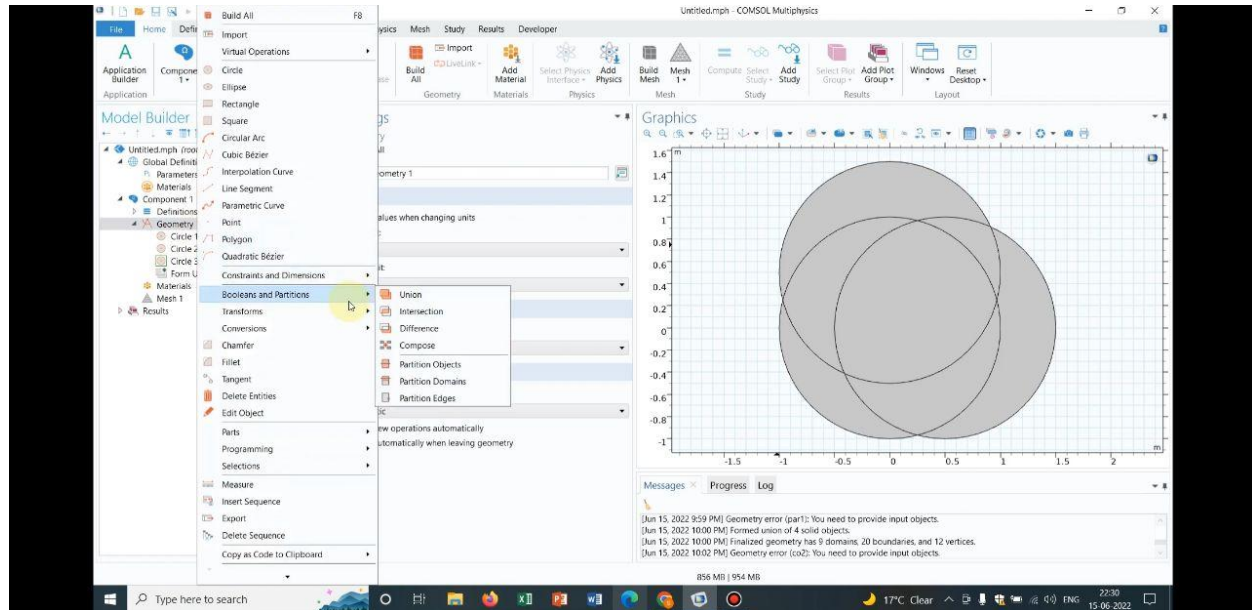 Untitled.mph - COMSOL Multiphysics
File Home Defi ysics Mesh Study Results Developer
Application Builder
Component 1
Application
Build All
Import
LiveLink
Geometry
Add Material
Materials
Select Physics Interface
Add Physics
Physics
Build Mesh
Mesh 1
Mesh
Compute
Select Study
Add Study
Study
Select Plot Group
Add Plot Group
Results
Windows
Reset Desktop
Layout
Model Builder
Untitled.mph (root
Global Definiti
Parameters
Materials
Component 1
Definitions
Geometry
Circle 1
Circle 2
Circle 3
Form U
Materials
Mesh 1
Results
Build All F8
Import
Virtual Operations
Circle
Ellipse
Rectangle
Square
Circular Arc
Cubic Bézier
Interpolation Curve
Line Segment
Parametric Curve
Point
Polygon
Quadratic Bézier
Constraints and Dimensions
Booleans and Partitions
Transforms
Conversions
Chamfer
Fillet
Tangent
Delete Entities
Edit Object
Parts
Programming
Selections
Measure
Insert Sequence
Export
Delete Sequence
Copy as Code to Clipboard
Union
Intersection
Difference
Compose
Partition Objects
Partition Domains
Partition Edges
gs
ometry 1
alues when changing units
it:
tic
ew operations automatically
utomatically when leaving geometry
Graphics
m
1.6
1.4
1.2
1
0.8
0.6
0.4
0.2
0
-0.2
-0.4
-0.6
-0.8
-1
-1.5 -1 -0.5 0 0.5 1 1.5 2
m
Messages Progress Log
[Jun 15, 2022 9:59 PM] Geometry error (par1): You need to provide input objects.
[Jun 15, 2022 10:00 PM] Formed union of 4 solid objects.
[Jun 15, 2022 10:00 PM] Finalized geometry has 9 domains, 20 boundaries, and 12 vertices.
[Jun 15, 2022 10:02 PM] Geometry error (co2): You need to provide input objects.
856 MB | 954 MB
Type here to search
17°C Clear
ENG
22:30
15-06-2022